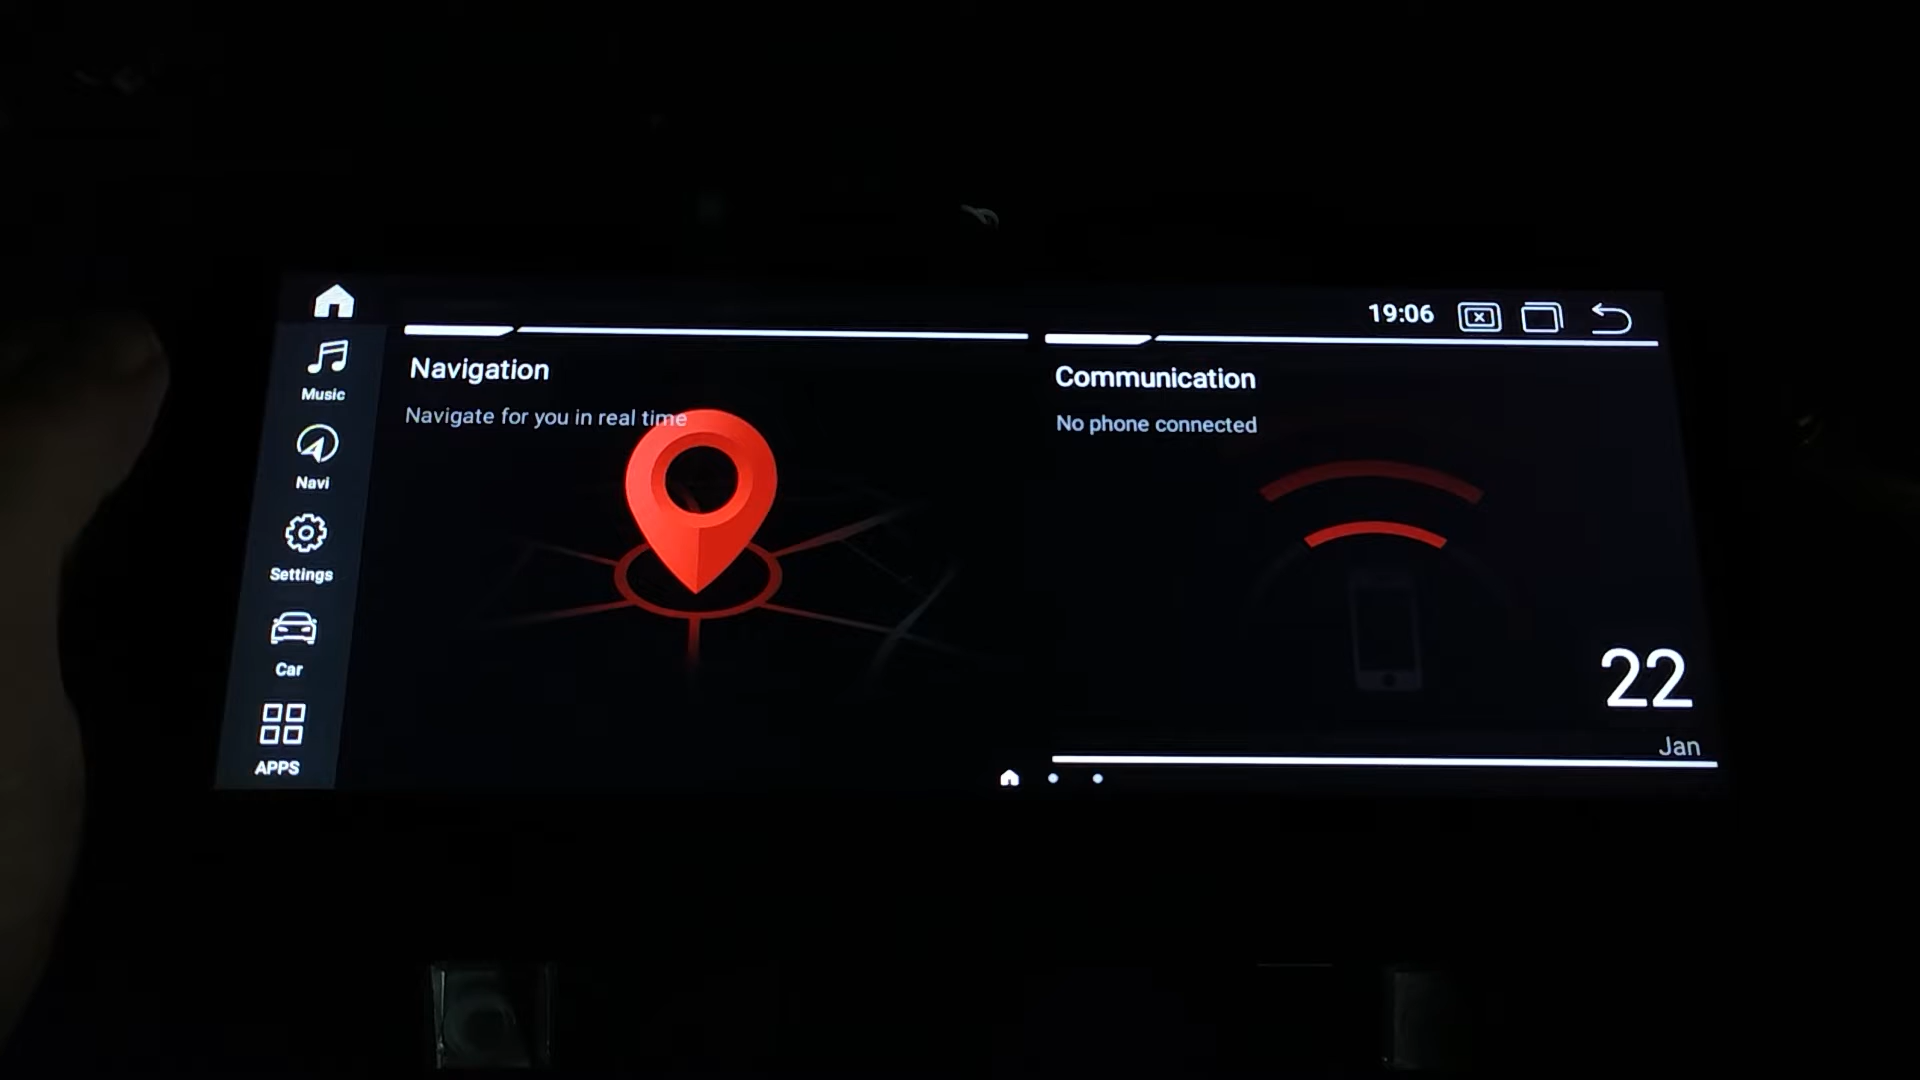 19:06
Music
Navi
Settings
Car
APPS
Navigation
Navigate for you in real time
Communication
No phone connected
22
Jan